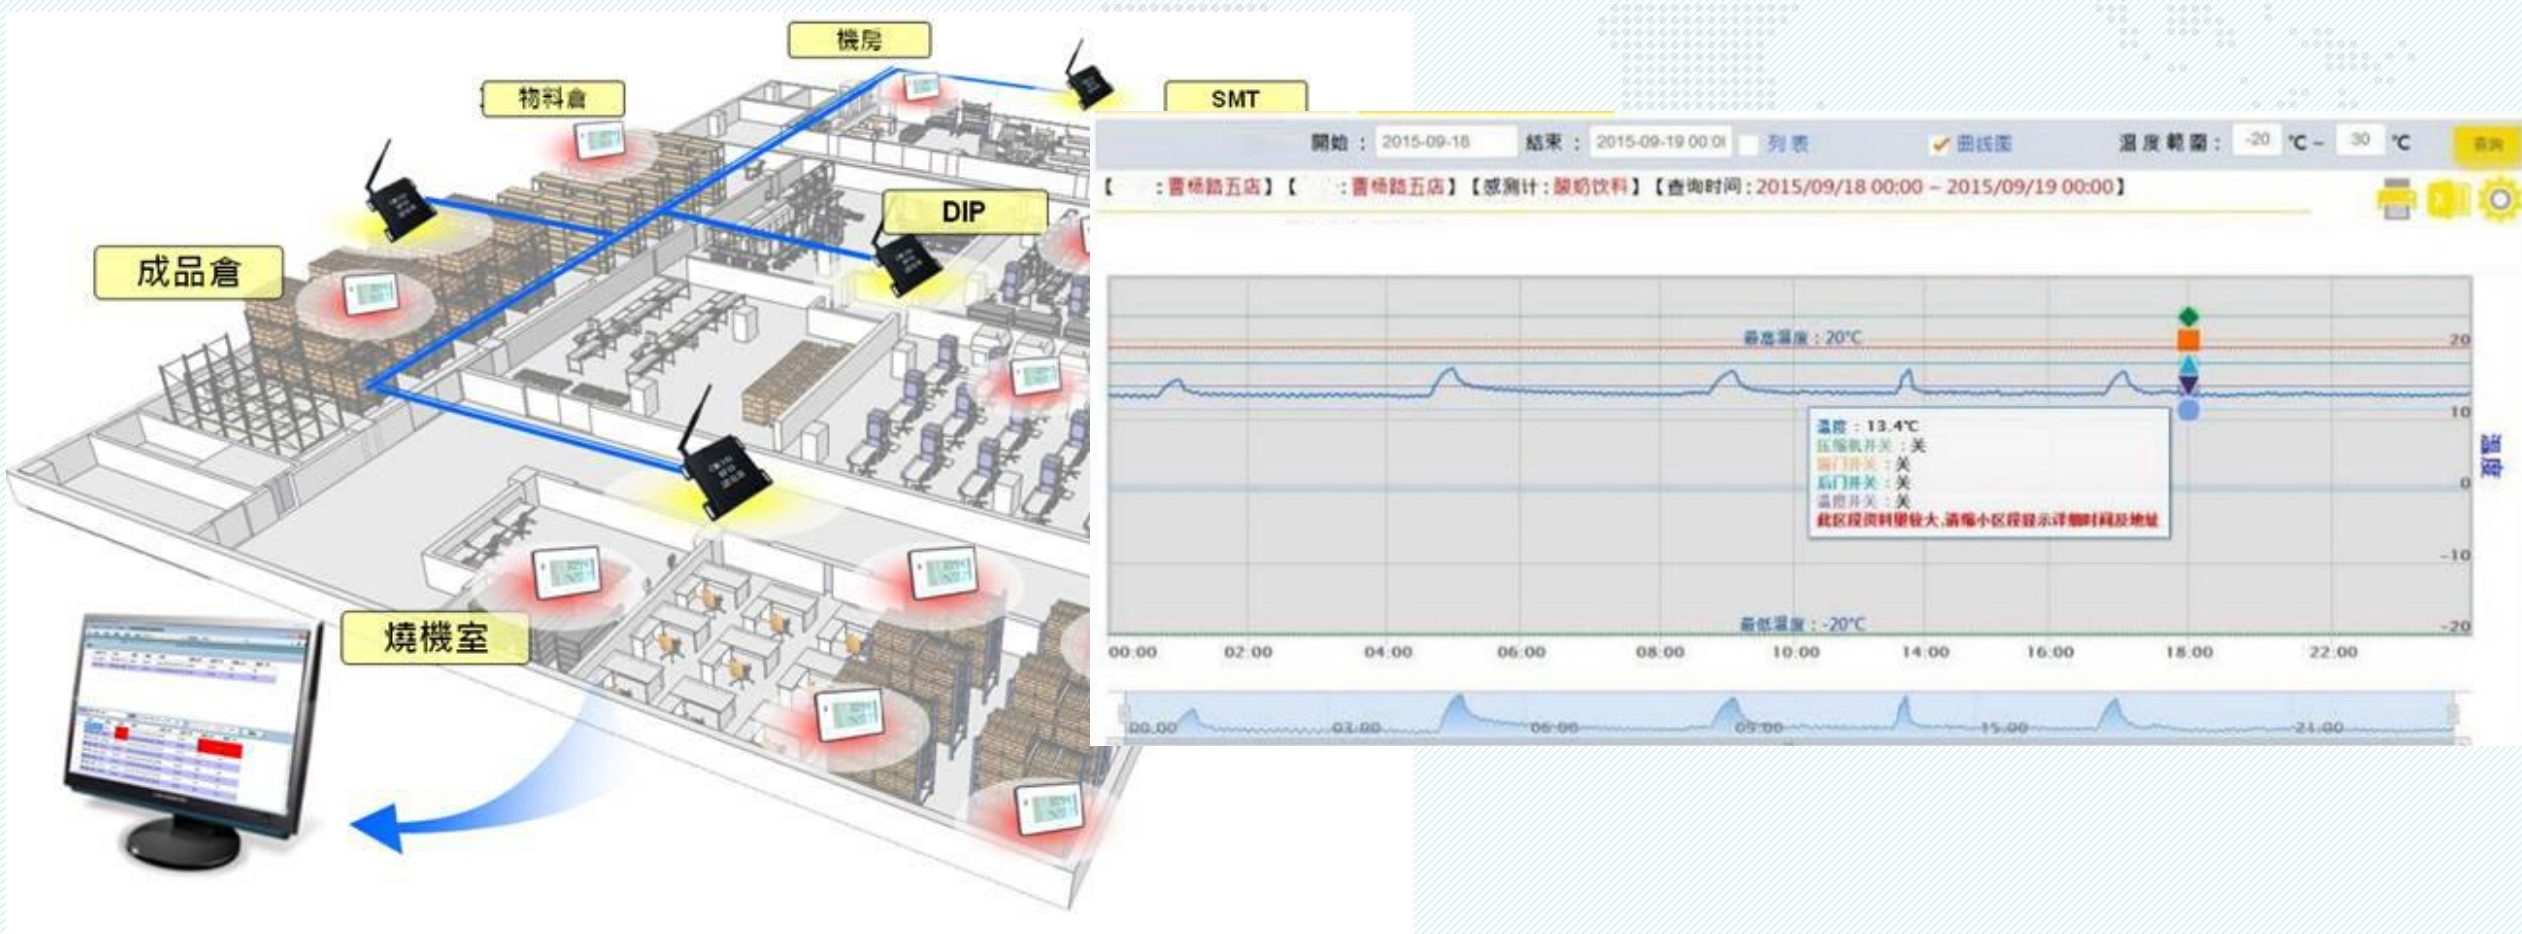 機房
物料倉
SMT
DIP
成品倉
燒機室
開始： 2015-09-18 結束： 2015-09-19 00:0 列表 曲线图 温度範圍： -20 ℃ ~ 30 ℃ 查询
【 ：曹杨路五店】【 ：曹杨路五店】【感测计：酸奶饮料】【查询时间：2015/09/18 00:00 ~ 2015/09/19 00:00】
最高温度：20℃
20
10
温度：13.4℃
压缩机开关：关
门开关：关
后门开关：关
温控开关：关
此区段资料量较大,请缩小区段显示详细时间及地址
0
温度
-10
最低温度：-20℃
-20
00:00 02:00 04:00 06:00 08:00 10:00 14:00 16:00 18:00 22:00
00:00 03:00 06:00 09:00 15:00 21:00